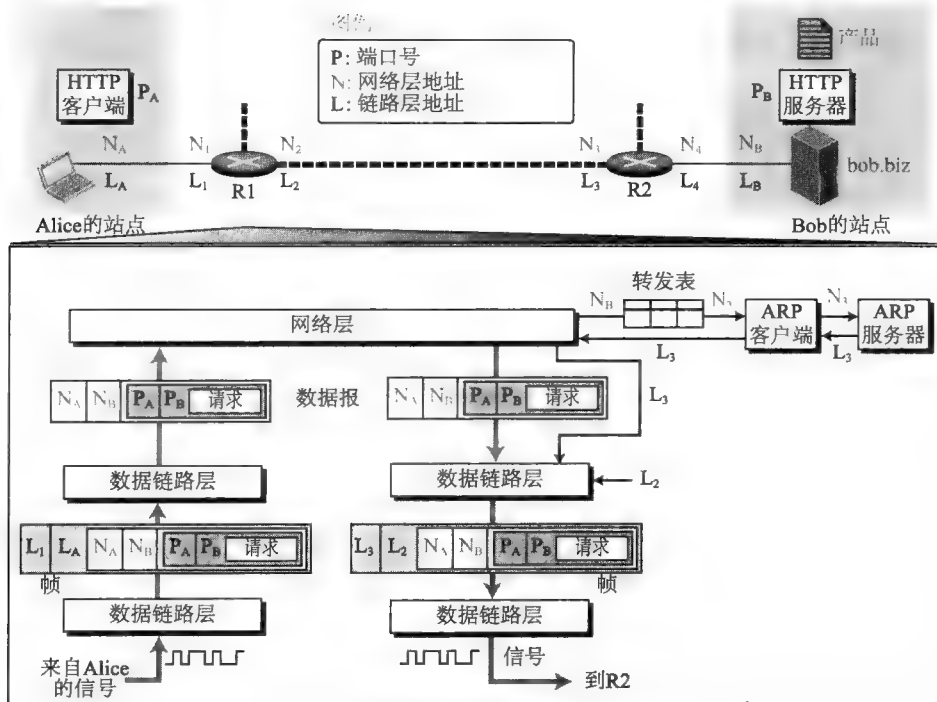 图例
P: 端口号
N: 网络层地址
L: 链路层地址
产品
HTTP
客户端
P_A
P_B
HTTP
服务器
N_A
N_1
N_2
N_3
N_4
N_B
bob.biz
L_A
L_1
R1
L_2
L_3
R2
L_4
L_B
Alice的站点
Bob的站点
转发表
网络层
N_B
N_3
ARP
客户端
N_3
ARP
服务器
L_3
L_3
N_A N_B P_A P_B 请求
数据报
N_A N_B P_A P_B 请求
L_3
数据链路层
数据链路层
L_2
L_1 L_A N_A N_B P_A P_B 请求
L_3 L_2 N_A N_B P_A P_B 请求
帧
帧
数据链路层
数据链路层
来自Alice
的信号
信号
到R2